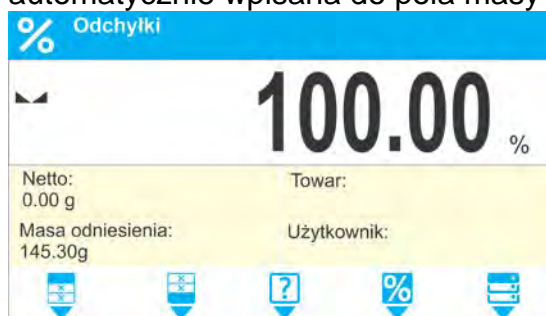 automatycznie wpisana do pola masy
% Odchyłki
100.00 %
Netto:
0.00 g
Towar:
Masa odniesienia:
145.30g
Użytkownik:
? %